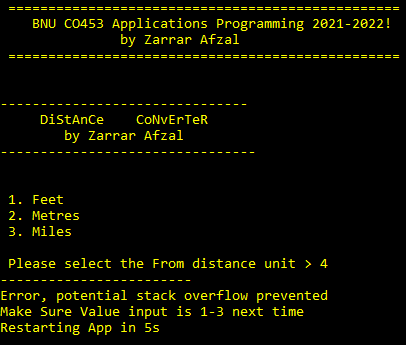 =================================================
BNU CO453 Applications Programming 2021-2022!
by Zarrar Afzal
=================================================
-------------------------------
DiStAnCe    CoNvErTeR
by Zarrar Afzal
--------------------------------
1. Feet
2. Metres
3. Miles
Please select the From distance unit > 4
------------------------
Error, potential stack overflow prevented
Make Sure Value input is 1-3 next time
Restarting App in 5s